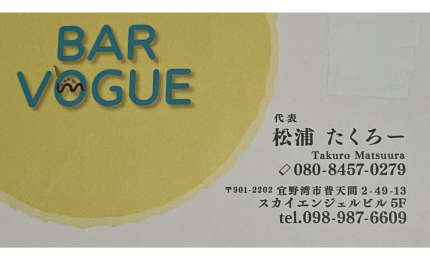 BAR
VOGUE
代表
松浦 たくろー
Takuro Matsuura
080-8457-0279
〒901-2202 宜野湾市普天間 2-49-13
スカイエンジェルビル 5F
tel.098-987-6609